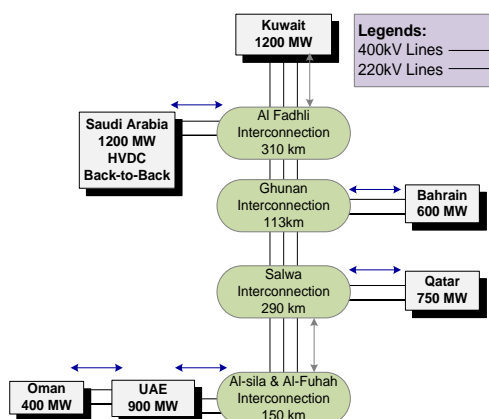 Kuwait
1200 MW
Legends:
400kV Lines
220kV Lines
Saudi Arabia
1200 MW
HVDC
Back-to-Back
Al Fadhli
Interconnection
310 km
Ghunan
Interconnection
113km
Bahrain
600 MW
Salwa
Interconnection
290 km
Qatar
750 MW
Oman
400 MW
UAE
900 MW
Al-sila & Al-Fuhah
Interconnection
150 km